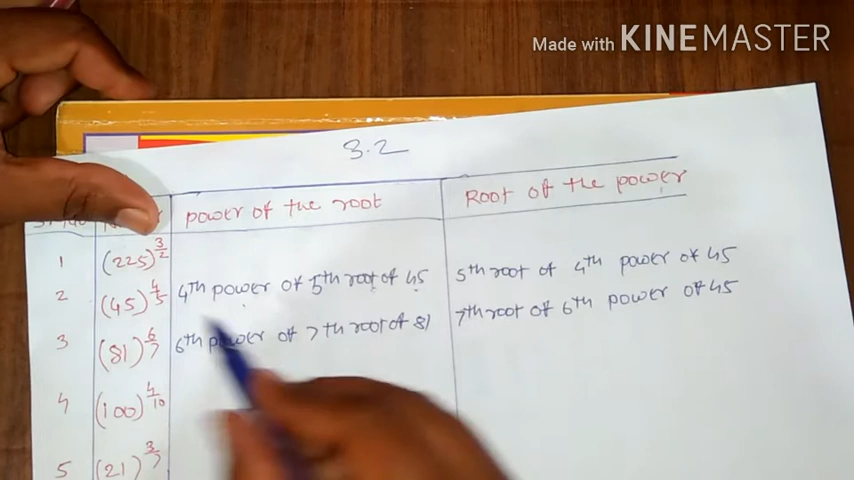 Made with KINEMASTER
3.2
power of the root Root of the power
1 (225)^3/2
2 (45)^4/5 4th power of 5th root of 45 5th root of 4th power of 45
3 (81)^6/7 6th power of 7th root of 81 7th root of 6th power of 45
4 (100)^4/10
5 (21)^3/7